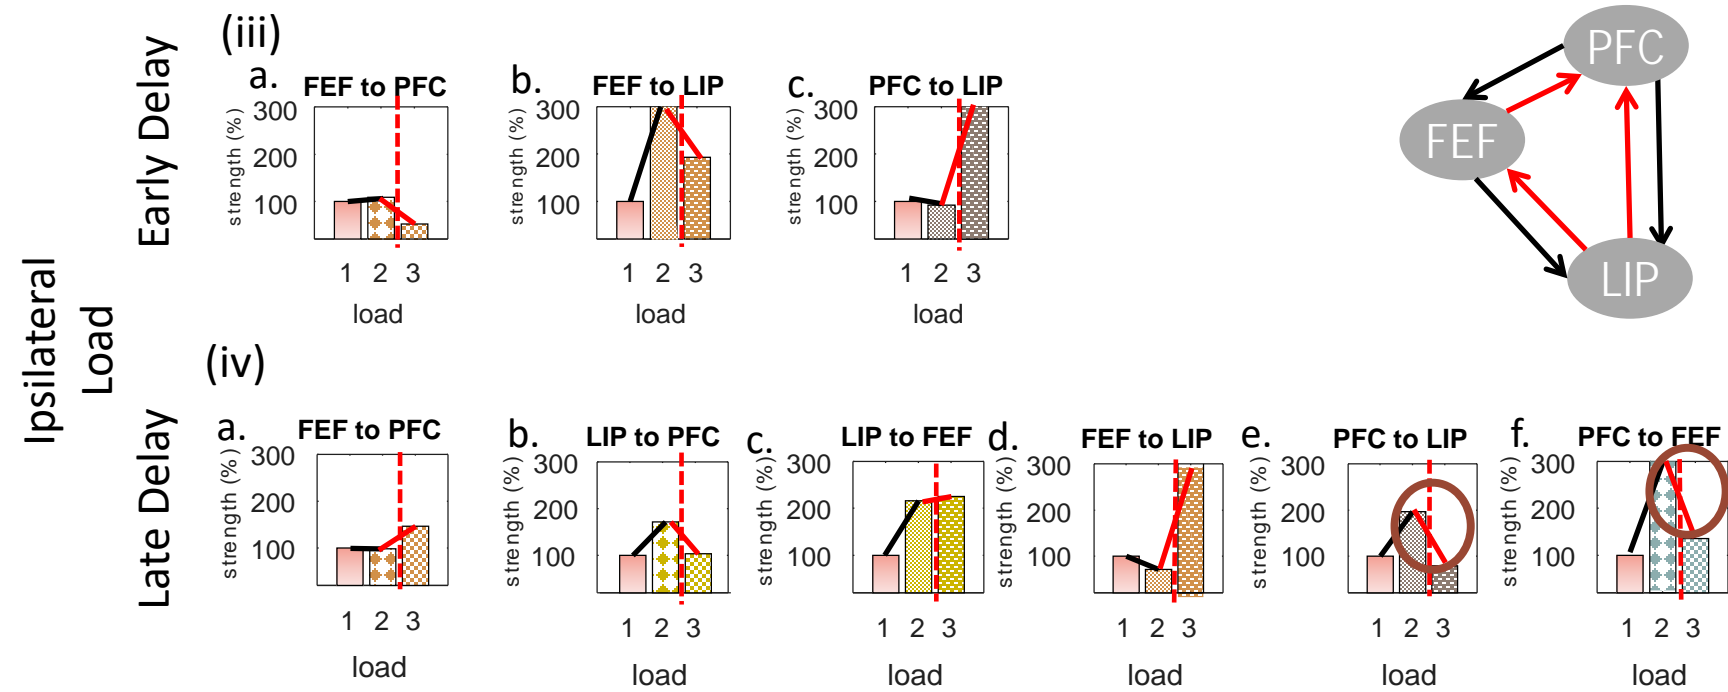 Ipsilateral
Load
Early Delay
(iii)
a.
FEF to PFC
strength (%)
300
200
100
1 2 3
load
b.
FEF to LIP
strength (%)
300
200
100
1 2 3
load
c.
PFC to LIP
strength (%)
300
200
100
1 2 3
load
PFC
FEF
LIP
Late Delay
(iv)
a.
FEF to PFC
strength (%)
300
200
100
1 2 3
load
b.
LIP to PFC
strength (%)
300
200
100
1 2 3
load
c.
LIP to FEF
strength (%)
300
200
100
1 2 3
load
d.
FEF to LIP
strength (%)
300
200
100
1 2 3
load
e.
PFC to LIP
strength (%)
300
200
100
1 2 3
load
f.
PFC to FEF
strength (%)
300
200
100
1 2 3
load